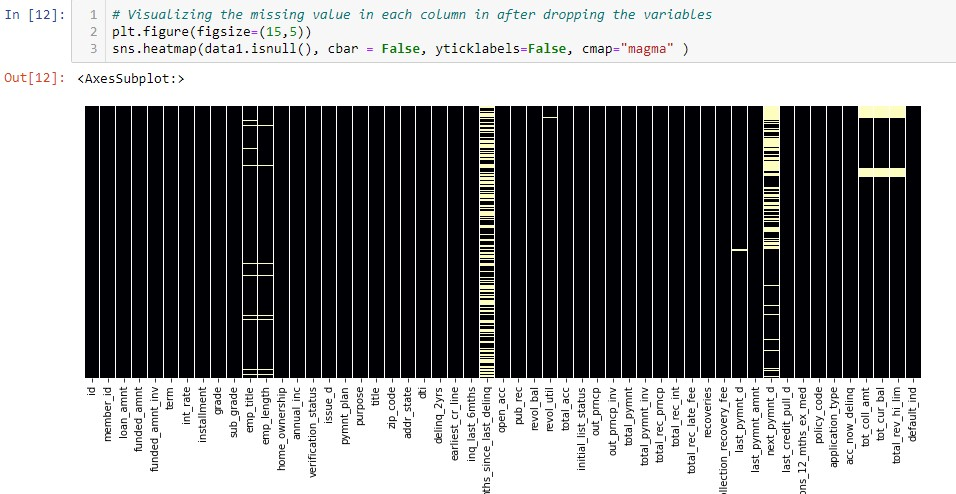 In [12]:
1 # Visualizing the missing value in each column in after dropping the variables
2 plt.figure(figsize=(15,5))
3 sns.heatmap(data1.isnull(), cbar = False, yticklabels=False, cmap="magma" )
Out[12]: <AxesSubplot:>
id
member_id
loan_amnt
funded_amnt
funded_amnt_inv
term
int_rate
installment
grade
sub_grade
emp_title
emp_length
home_ownership
annual_inc
verification_status
issue_d
pymnt_plan
purpose
title
zip_code
addr_state
dti
delinq_2yrs
earliest_cr_line
inq_last_6mths
ths_since_last_delinq
open_acc
pub_rec
revol_bal
revol_util
total_acc
initial_list_status
out_prncp
out_prncp_inv
total_pymnt
total_pymnt_inv
total_rec_prncp
total_rec_int
total_rec_late_fee
recoveries
ollection_recovery_fee
last_pymnt_d
last_pymnt_amnt
next_pymnt_d
last_credit_pull_d
ons_12_mths_ex_med
policy_code
application_type
acc_now_delinq
tot_coll_amt
tot_cur_bal
total_rev_hi_lim
default_ind